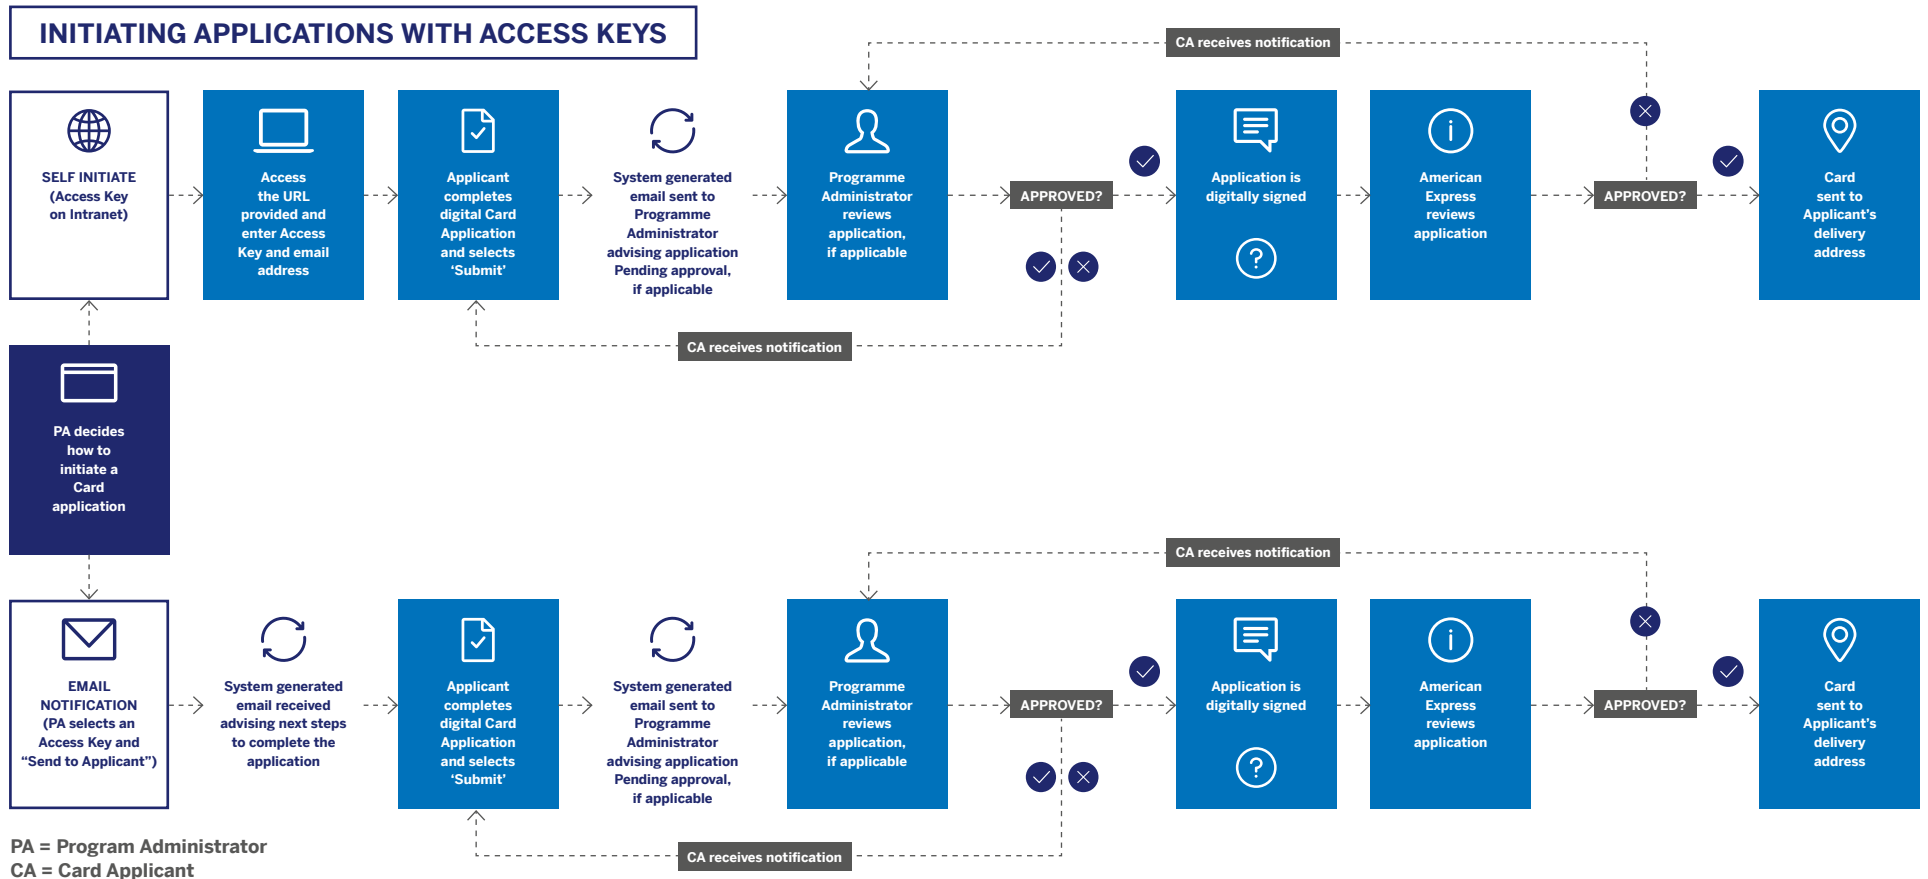 INITIATING APPLICATIONS WITH ACCESS KEYS
CA receives notification
SELF INITIATE
(Access Key
on Intranet)
Access
the URL
provided and
enter Access
Key and email
address
Applicant
completes
digital Card
Application
and selects
‘Submit’
System generated
email sent to
Programme
Administrator
advising application
Pending approval,
if applicable
Programme
Administrator
reviews
application,
if applicable
APPROVED?
Application is
digitally signed
?
American
Express
reviews
application
APPROVED?
Card
sent to
Applicant's
delivery
address
CA receives notification
PA decides
how to
initiate a
Card
application
CA receives notification
EMAIL
NOTIFICATION
(PA selects an
Access Key and
“Send to Applicant”)
System generated
email received
advising next steps
to complete the
application
Applicant
completes
digital Card
Application
and selects
‘Submit’
System generated
email sent to
Programme
Administrator
advising application
Pending approval,
if applicable
Programme
Administrator
reviews
application,
if applicable
APPROVED?
Application is
digitally signed
?
American
Express
reviews
application
APPROVED?
Card
sent to
Applicant's
delivery
address
CA receives notification
PA = Program Administrator
CA = Card Applicant